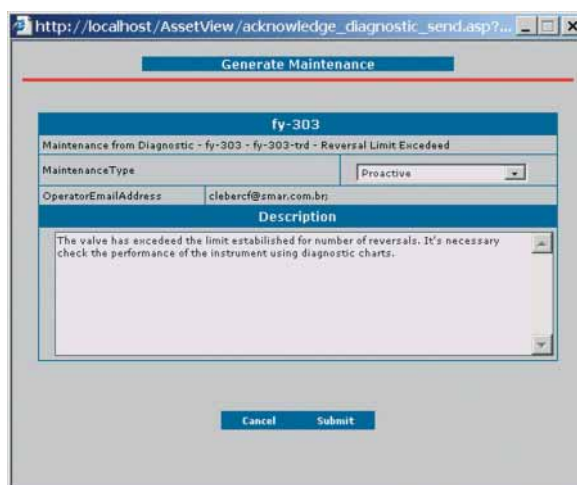 http://localhost/AssetView/acknowledge_diagnostic_send.asp?...
Generate Maintenance
fy-303
Maintenance from Diagnostic - fy-303 - fy-303-trd - Reversal Limit Excedeed
MaintenanceType
Proactive
OperatorEmailAddress
clebercf@smar.com.br;
Description
The valve has excedeed the limit estabilished for number of reversals. It's necessary
check the performance of the instrument using diagnostic charts.
Cancel Submit